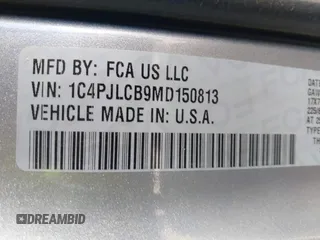 MFD BY: FCA US LLC
VIN: 1C4PJLCB9MD150813
VEHICLE MADE IN: U.S.A.
DREAMBID